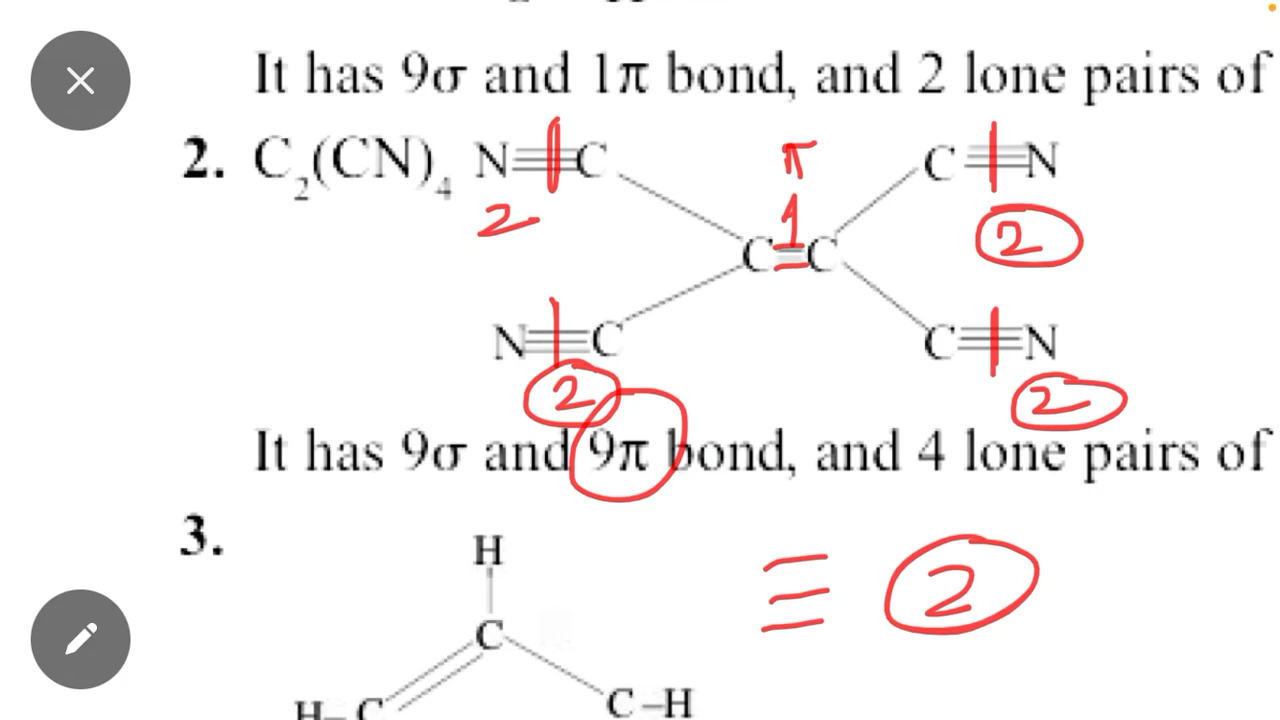 It has 9σ and 1π bond, and 2 lone pairs of
2. C₂(CN)₄ N≡C C≡N
π
2 1 2
C=C
N≡C C≡N
2 2
It has 9σ and 9π bond, and 4 lone pairs of
3.
H
≡ 2
C
H–C C–H